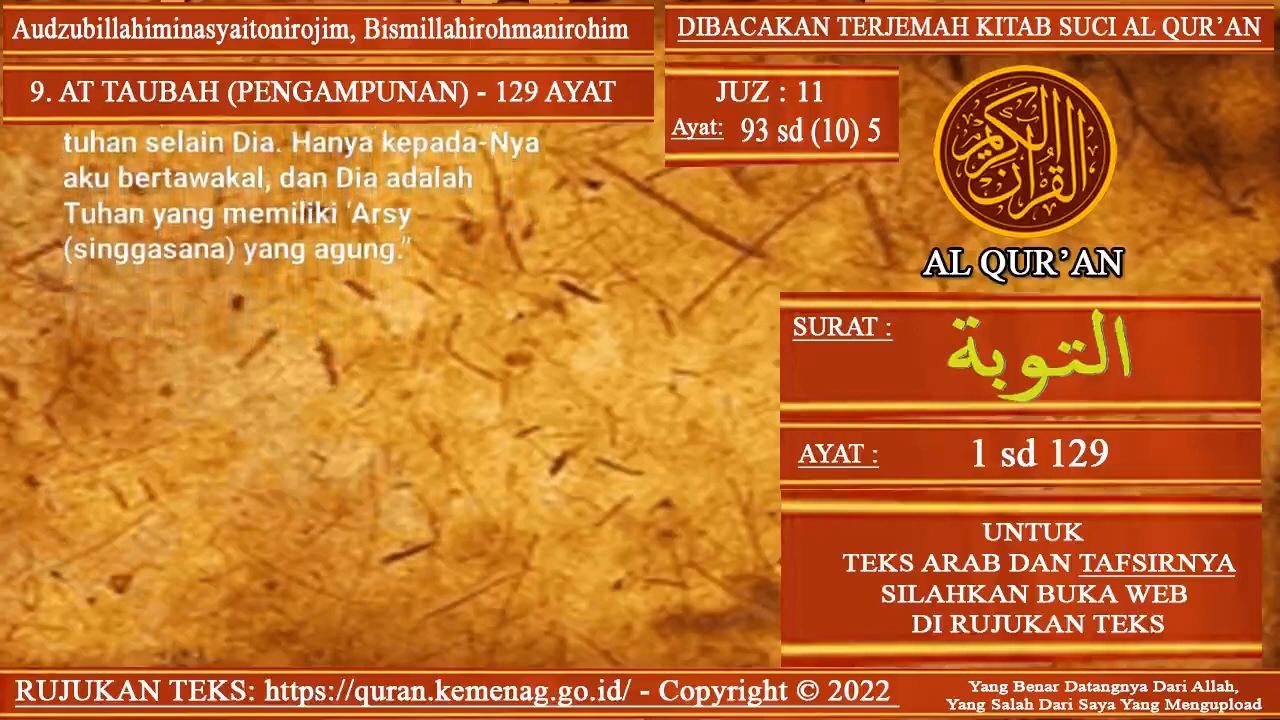 Audzubillahiminasyaitonirojim, Bismillahirohmanirohim
9. AT TAUBAH (PENGAMPUNAN) - 129 AYAT
tuhan selain Dia. Hanya kepada-Nya
aku bertawakal, dan Dia adalah
Tuhan yang memiliki ‘Arsy
(singgasana) yang agung.”
DIBACAKAN TERJEMAH KITAB SUCI AL QUR’AN
JUZ : 11
Ayat: 93 sd (10) 5
القرآن الكريم
AL QUR’AN
SURAT : التوبة
AYAT : 1 sd 129
UNTUK
TEKS ARAB DAN TAFSIRNYA
SILAHKAN BUKA WEB
DI RUJUKAN TEKS
RUJUKAN TEKS: https://quran.kemenag.go.id/ - Copyright © 2022
Yang Benar Datangnya Dari Allah,
Yang Salah Dari Saya Yang Mengupload